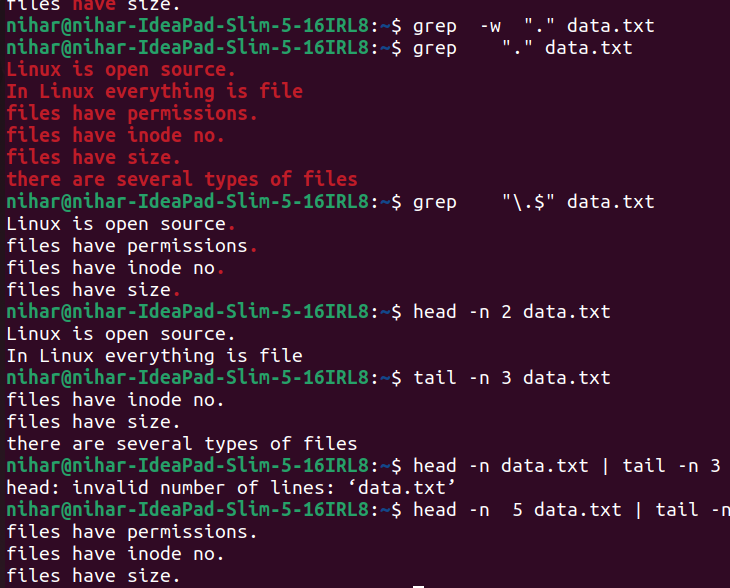 files have size.
nihar@nihar-IdeaPad-Slim-5-16IRL8:~$ grep  -w  "." data.txt
nihar@nihar-IdeaPad-Slim-5-16IRL8:~$ grep    "." data.txt
Linux is open source.
In Linux everything is file
files have permissions.
files have inode no.
files have size.
there are several types of files
nihar@nihar-IdeaPad-Slim-5-16IRL8:~$ grep    "\.$" data.txt
Linux is open source.
files have permissions.
files have inode no.
files have size.
nihar@nihar-IdeaPad-Slim-5-16IRL8:~$ head -n 2 data.txt
Linux is open source.
In Linux everything is file
nihar@nihar-IdeaPad-Slim-5-16IRL8:~$ tail -n 3 data.txt
files have inode no.
files have size.
there are several types of files
nihar@nihar-IdeaPad-Slim-5-16IRL8:~$ head -n data.txt | tail -n 3
head: invalid number of lines: ‘data.txt’
nihar@nihar-IdeaPad-Slim-5-16IRL8:~$ head -n  5 data.txt | tail -n
files have permissions.
files have inode no.
files have size.